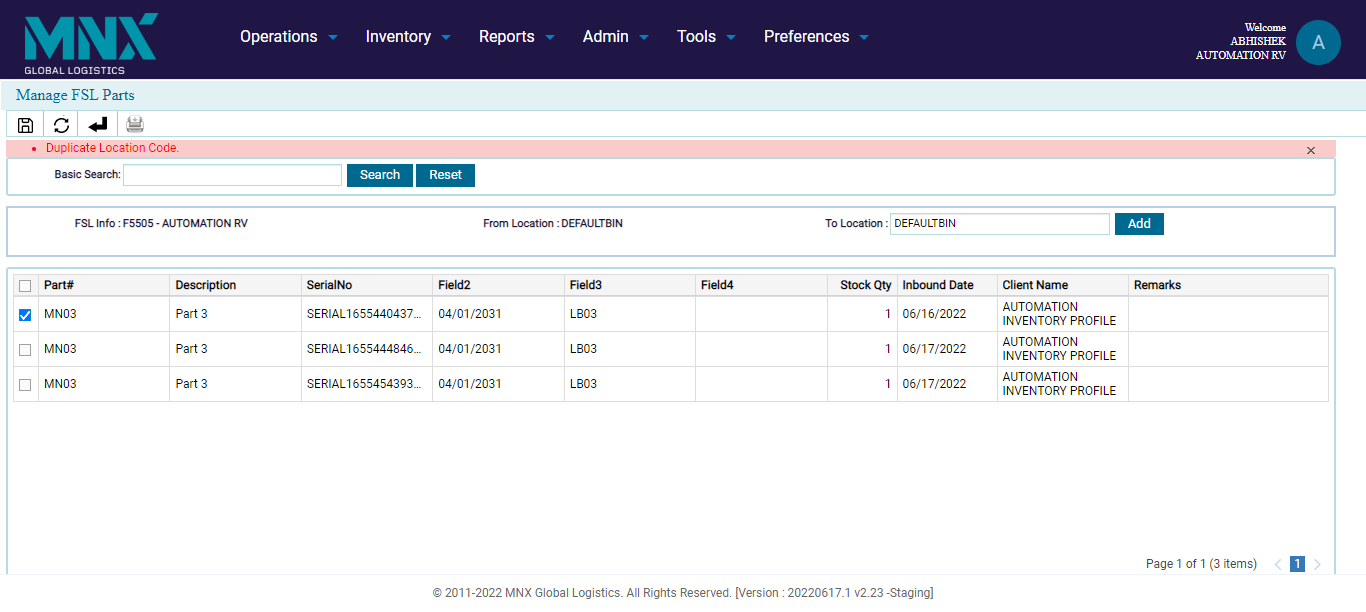 MNX
GLOBAL LOGISTICS
Operations Inventory Reports Admin Tools Preferences
Welcome
ABHISHEK
AUTOMATION RV
A
Manage FSL Parts
Duplicate Location Code.
Basic Search: Search Reset
FSL Info : F5505 - AUTOMATION RV From Location : DEFAULTBIN To Location : DEFAULTBIN Add
Part# Description SerialNo Field2 Field3 Field4 Stock Qty Inbound Date Client Name Remarks
MN03 Part 3 SERIAL1655440437... 04/01/2031 LB03 1 06/16/2022 AUTOMATION
INVENTORY PROFILE
MN03 Part 3 SERIAL1655444846... 04/01/2031 LB03 1 06/17/2022 AUTOMATION
INVENTORY PROFILE
MN03 Part 3 SERIAL1655454393... 04/01/2031 LB03 1 06/17/2022 AUTOMATION
INVENTORY PROFILE
Page 1 of 1 (3 items) 1
© 2011-2022 MNX Global Logistics. All Rights Reserved. [Version : 20220617.1 v2.23 -Staging]